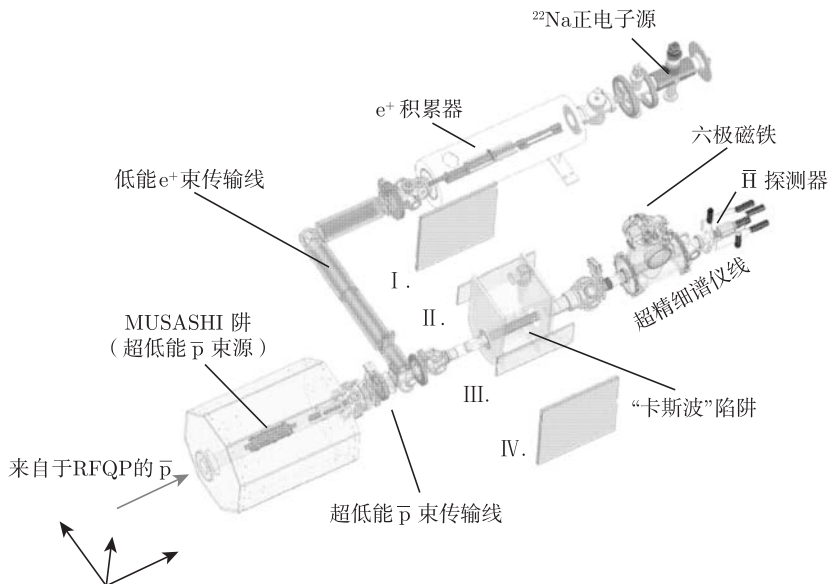 ²²Na正电子源
e⁺积累器
六极磁铁
H̅ 探测器
低能e⁺束传输线
I.
超精细谱仪线
II.
MUSASHI 阱
（超低能 p̅ 束源）
III.
“卡斯波”陷阱
IV.
来自于RFQP的 p̅
超低能 p̅ 束传输线